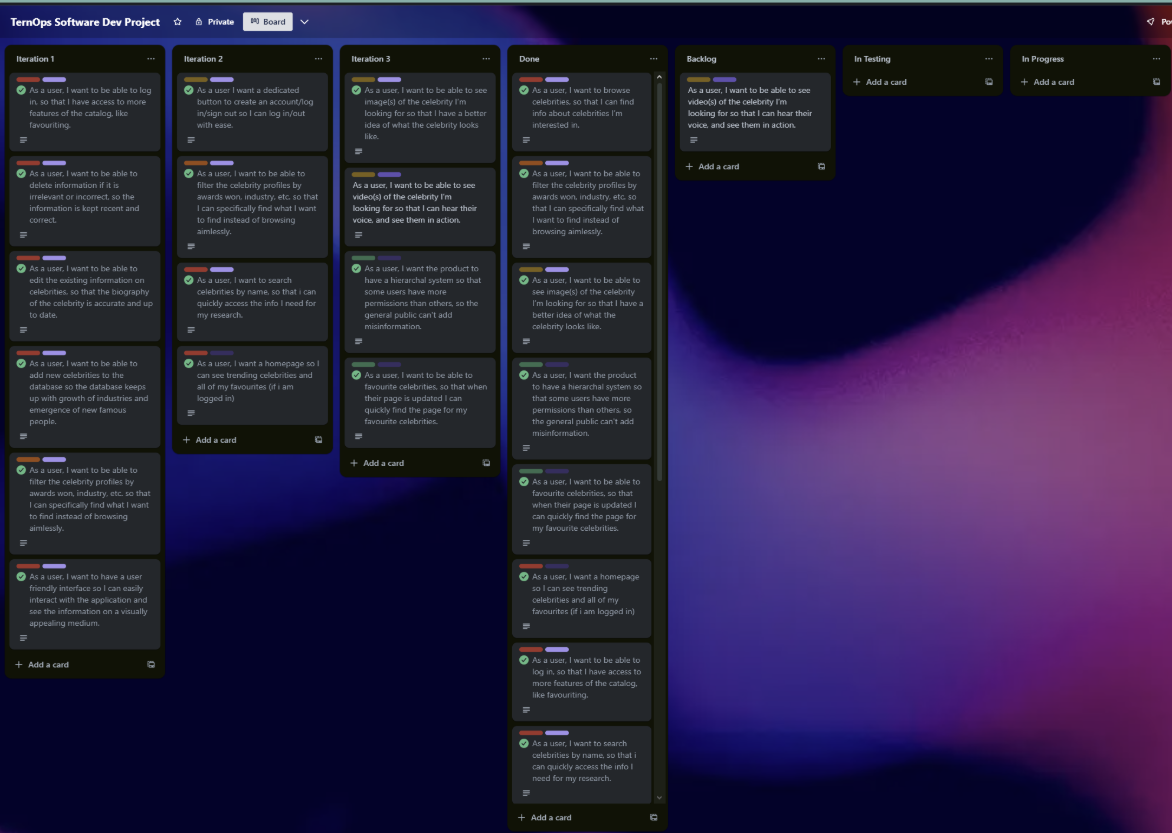 TernOps Software Dev Project
Private
Board
Po
Iteration 1
As a user, I want to be able to log
in, so that I have access to more
features of the catalog, like
favouriting.
As a user, I want to be able to
delete information if it is
irrelevant or incorrect, so the
information is kept recent and
correct.
As a user, I want to be able to
edit the existing information on
celebrities, so that the biography
of the celebrity is accurate and up
to date.
As a user, I want to be able to
add new celebrities to the
database so the database keeps
up with growth of industries and
emergence of new famous
people.
As a user, I want to be able to
filter the celebrity profiles by
awards won, industry, etc. so that
I can specifically find what I want
to find instead of browsing
aimlessly.
As a user, I want to have a user
friendly interface so I can easily
interact with the application and
see the information on a visually
appealing medium.
Add a card
Iteration 2
As a user I want a dedicated
button to create an account/log
in/sign out so I can log in/out
with ease.
As a user, I want to be able to
filter the celebrity profiles by
awards won, industry, etc. so that
I can specifically find what I want
to find instead of browsing
aimlessly.
As a user, I want to search
celebrities by name, so that i can
quickly access the info I need for
my research.
As a user, I want a homepage so I
can see trending celebrities and
all of my favourites (if i am
logged in)
Add a card
Iteration 3
As a user, I want to be able to see
image(s) of the celebrity I'm
looking for so that I have a better
idea of what the celebrity looks
like.
As a user, I want to be able to see
video(s) of the celebrity I'm
looking for so that I can hear their
voice, and see them in action.
As a user, I want the product to
have a hierarchal system so that
some users have more
permissions than others, so the
general public can't add
misinformation.
As a user, I want to be able to
favourite celebrities, so that when
their page is updated I can
quickly find the page for my
favourite celebrities.
Add a card
Done
As a user, I want to browse
celebrities, so that I can find
info about celebrities I'm
interested in.
As a user, I want to be able to
filter the celebrity profiles by
awards won, industry, etc. so
that I can specifically find what
I want to find instead of
browsing aimlessly.
As a user, I want to be able to
see image(s) of the celebrity
I'm looking for so that I have a
better idea of what the
celebrity looks like.
As a user, I want the product
to have a hierarchal system so
that some users have more
permissions than others, so
the general public can't add
misinformation.
As a user, I want to be able to
favourite celebrities, so that
when their page is updated I
can quickly find the page for
my favourite celebrities.
As a user, I want a homepage
so I can see trending
celebrities and all of my
favourites (if i am logged in)
As a user, I want to be able to
log in, so that I have access to
more features of the catalog,
like favouriting.
As a user, I want to search
celebrities by name, so that i
can quickly access the info I
need for my research.
Add a card
Backlog
As a user, I want to be able to see
video(s) of the celebrity I'm
looking for so that I can hear their
voice, and see them in action.
Add a card
In Testing
Add a card
In Progress
Add a card